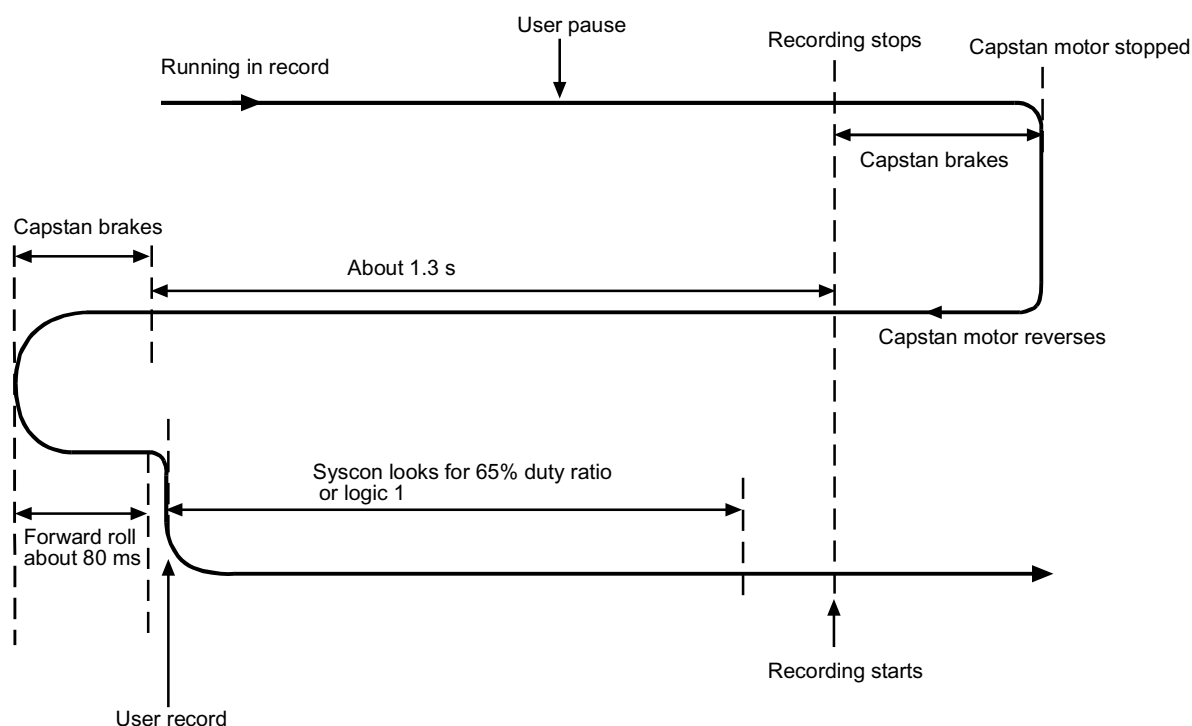 User pause
Recording stops
Capstan motor stopped
Running in record
Capstan brakes
Capstan brakes
About 1.3 s
Capstan motor reverses
Syscon looks for 65% duty ratio
or logic 1
Forward roll
about 80 ms
Recording starts
User record